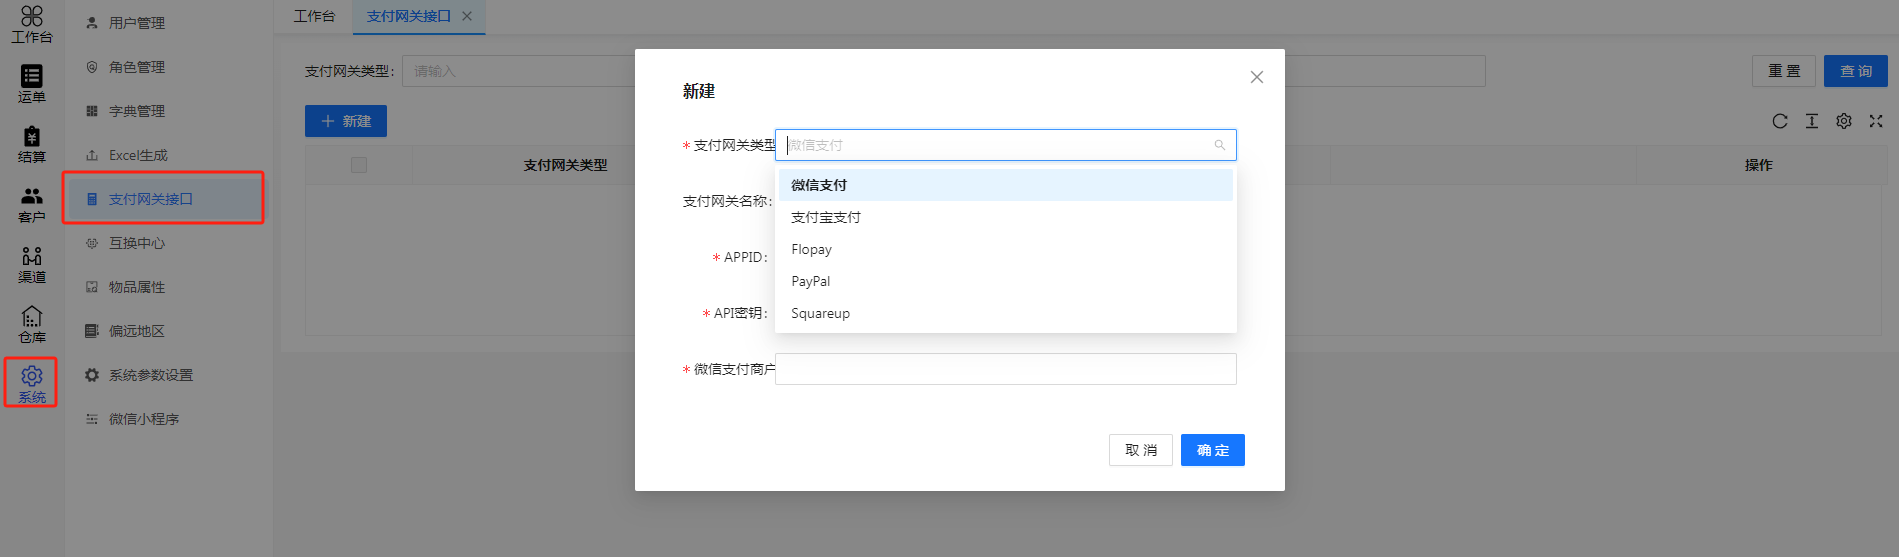 工作台
运单
结算
客户
渠道
仓库
系统
用户管理
角色管理
字典管理
Excel生成
支付网关接口
互换中心
物品属性
偏远地区
系统参数设置
微信小程序
工作台 支付网关接口
支付网关类型: 请输入 重 置 查 询
新建
支付网关类型 操作
新建
* 支付网关类型 微信支付
微信支付
支付宝支付
Flopay
PayPal
Squareup
支付网关名称:
* APPID:
* API密钥:
* 微信支付商户
取 消 确 定